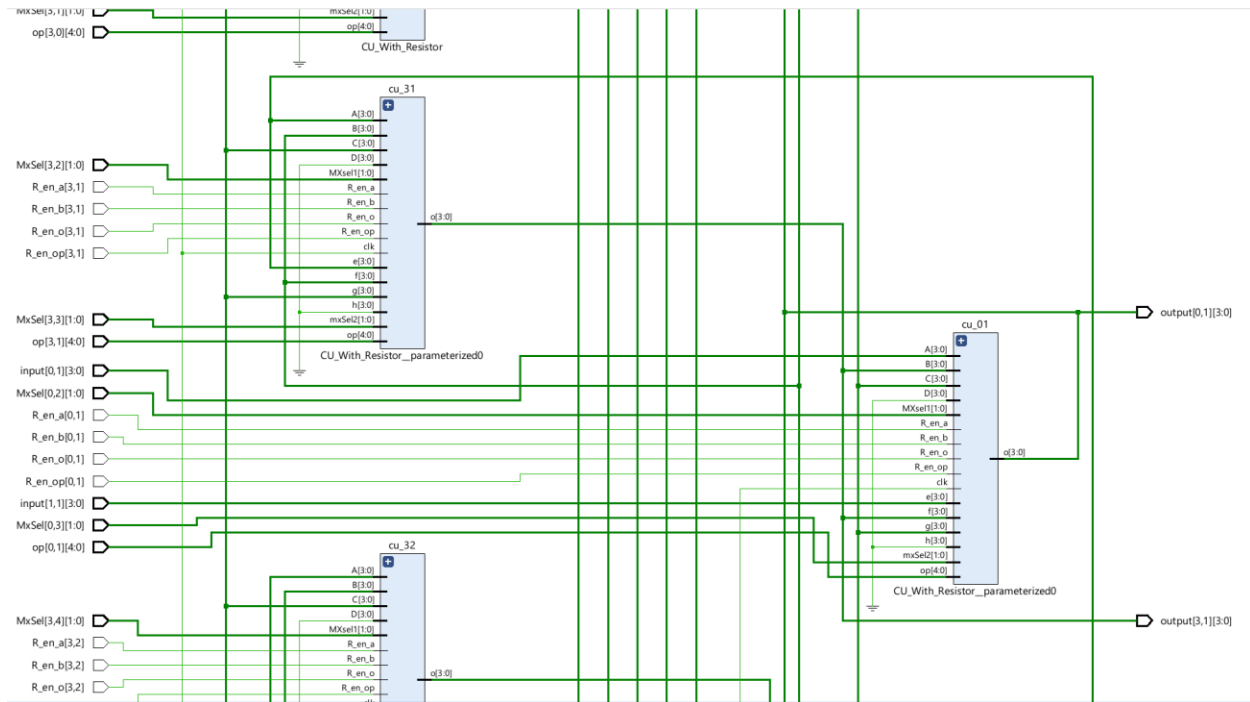 MxSel[3,1][1:0]
op[3,0][4:0]
mxSel2[1:0]
op[4:0]
CU_With_Resistor
cu_31
A[3:0]
B[3:0]
C[3:0]
D[3:0]
MXsel1[1:0]
R_en_a
R_en_b
R_en_o
R_en_op
clk
e[3:0]
f[3:0]
g[3:0]
h[3:0]
mxSel2[1:0]
op[4:0]
o[3:0]
CU_With_Resistor__parameterized0
MxSel[3,2][1:0]
R_en_a[3,1]
R_en_b[3,1]
R_en_o[3,1]
R_en_op[3,1]
MxSel[3,3][1:0]
op[3,1][4:0]
input[0,1][3:0]
MxSel[0,2][1:0]
R_en_a[0,1]
R_en_b[0,1]
R_en_o[0,1]
R_en_op[0,1]
input[1,1][3:0]
MxSel[0,3][1:0]
op[0,1][4:0]
output[0,1][3:0]
cu_01
A[3:0]
B[3:0]
C[3:0]
D[3:0]
MXsel1[1:0]
R_en_a
R_en_b
R_en_o
R_en_op
clk
e[3:0]
f[3:0]
g[3:0]
h[3:0]
mxSel2[1:0]
op[4:0]
o[3:0]
CU_With_Resistor__parameterized0
output[3,1][3:0]
cu_32
A[3:0]
B[3:0]
C[3:0]
D[3:0]
MXsel1[1:0]
R_en_a
R_en_b
R_en_o
R_en_op
o[3:0]
MxSel[3,4][1:0]
R_en_a[3,2]
R_en_b[3,2]
R_en_o[3,2]